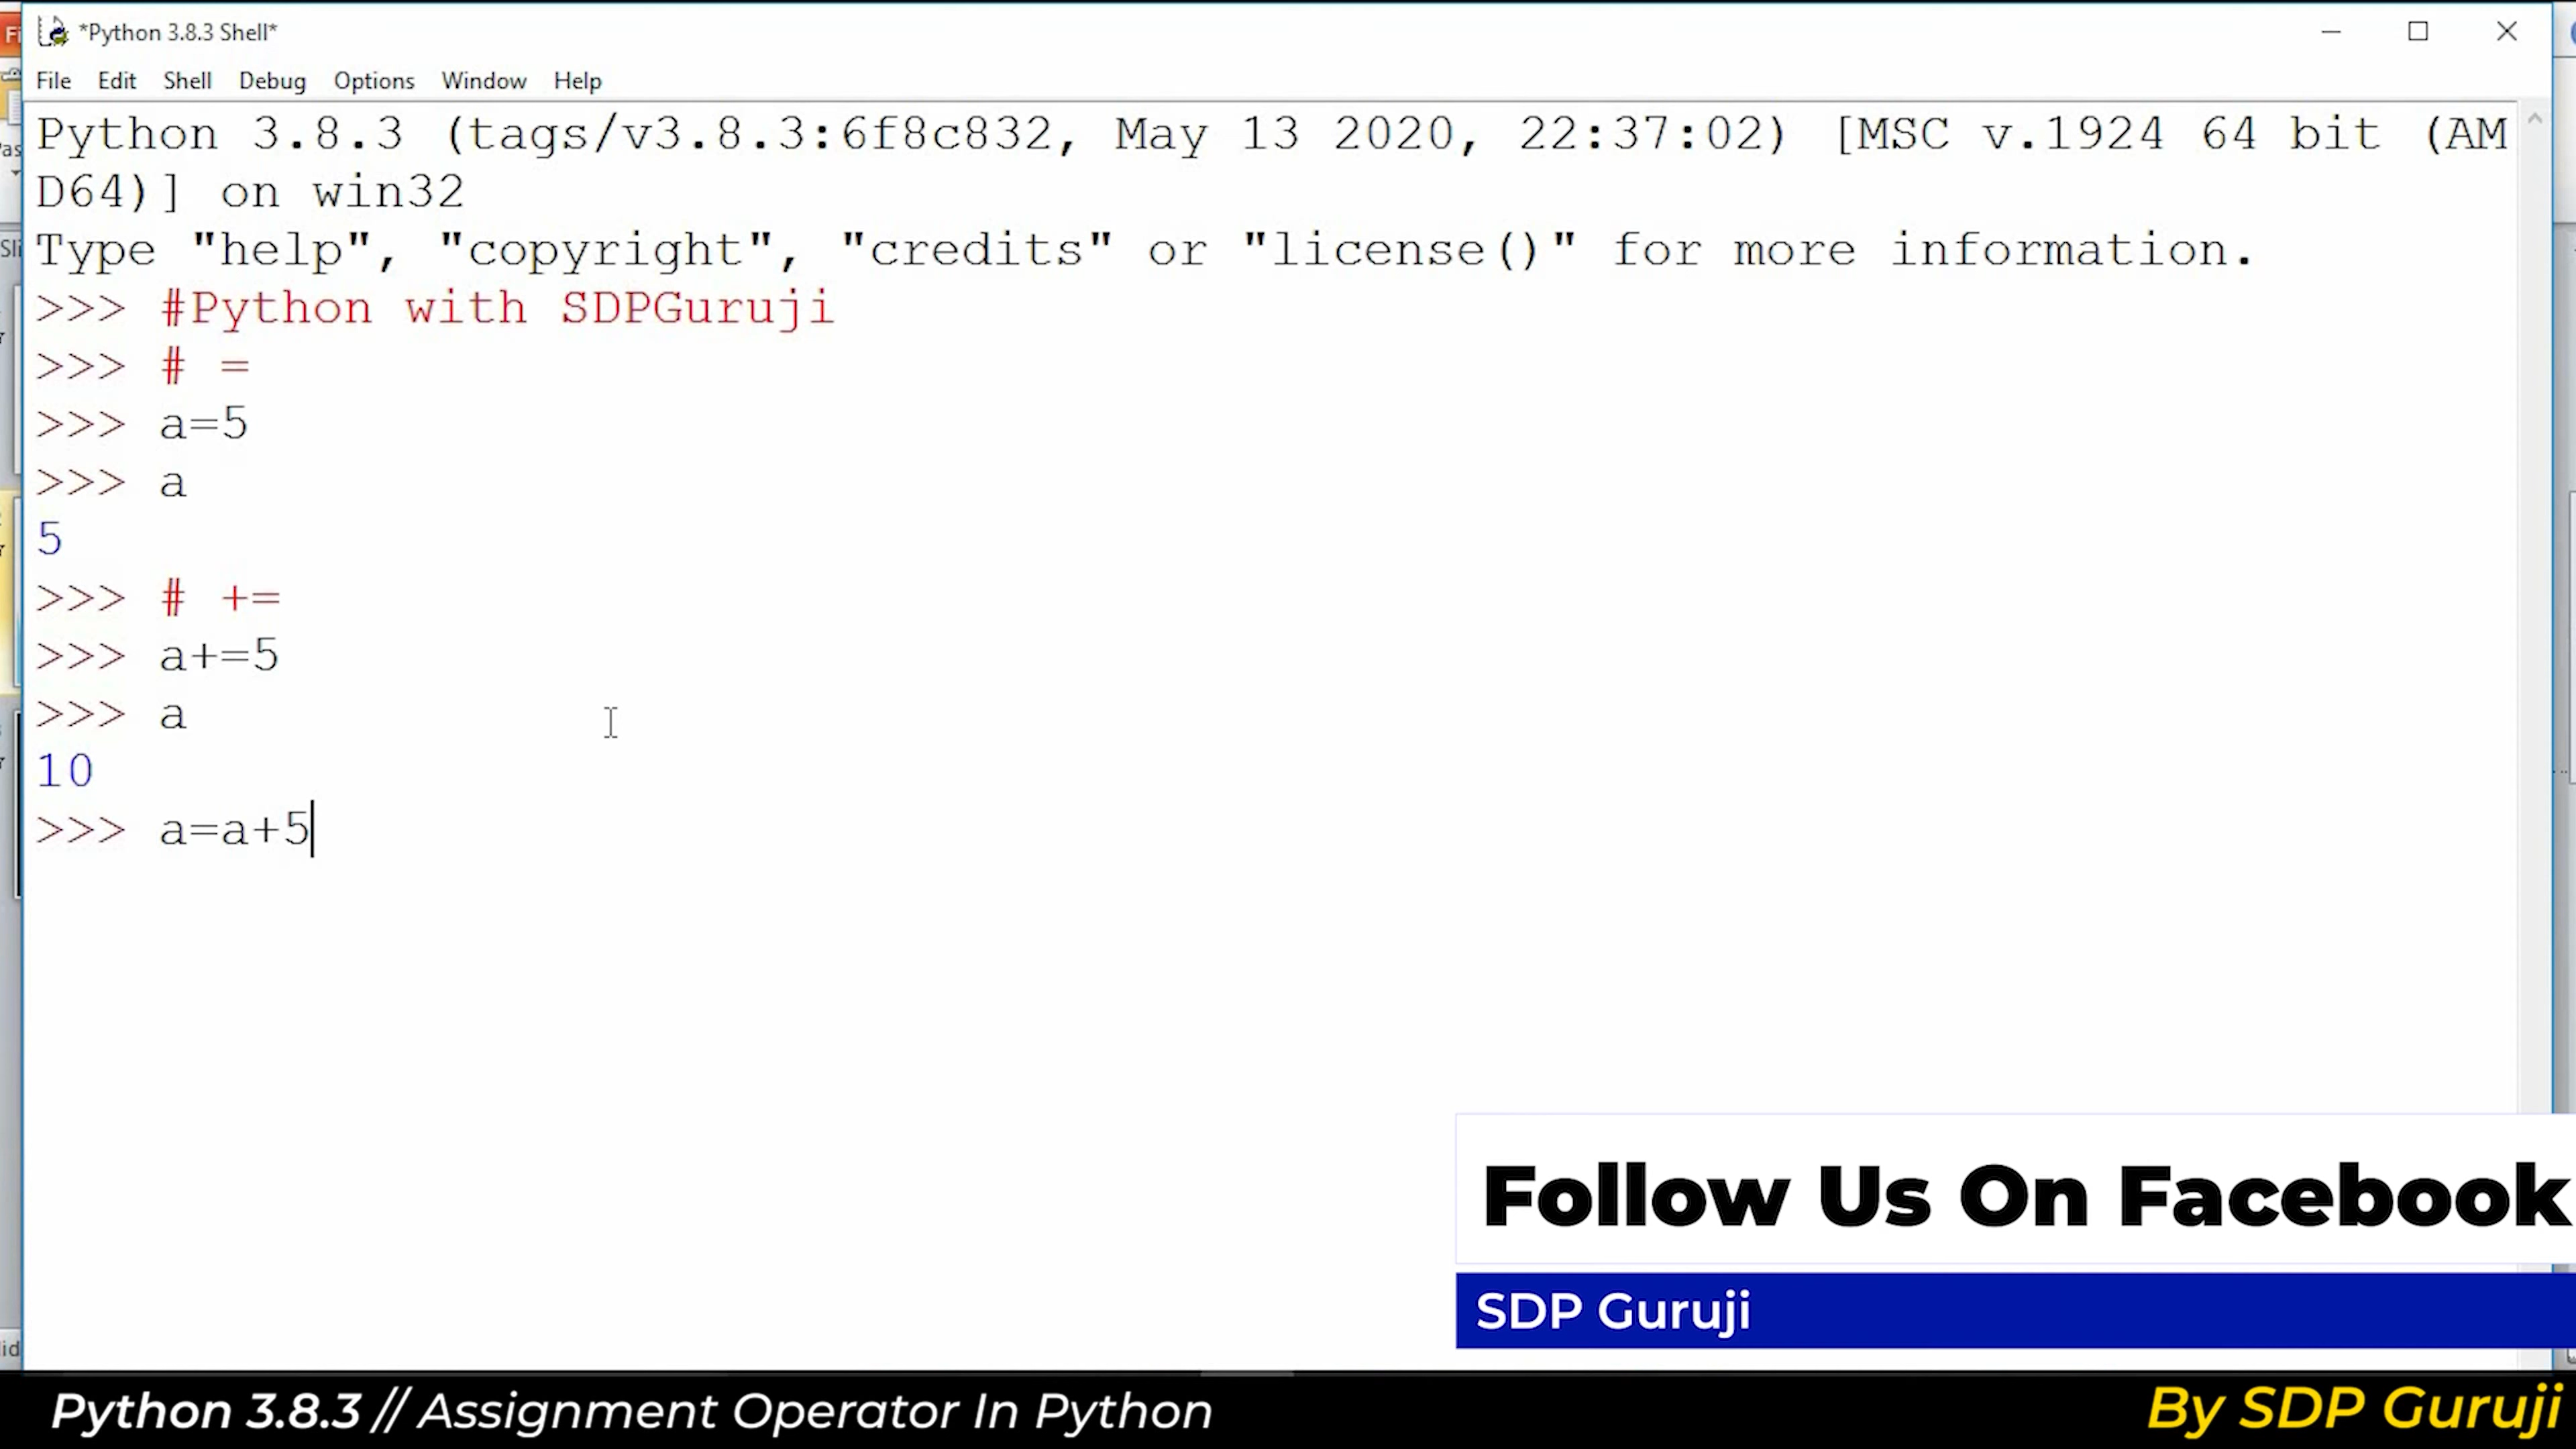 *Python 3.8.3 Shell*
File Edit Shell Debug Options Window Help
Python 3.8.3 (tags/v3.8.3:6f8c832, May 13 2020, 22:37:02) [MSC v.1924 64 bit (AM
D64)] on win32
Type "help", "copyright", "credits" or "license()" for more information.
>>> #Python with SDPGuruji
>>> # =
>>> a=5
>>> a
5
>>> # +=
>>> a+=5
>>> a
10
>>> a=a+5
Follow Us On Facebook
SDP Guruji
Python 3.8.3 // Assignment Operator In Python
By SDP Guruji